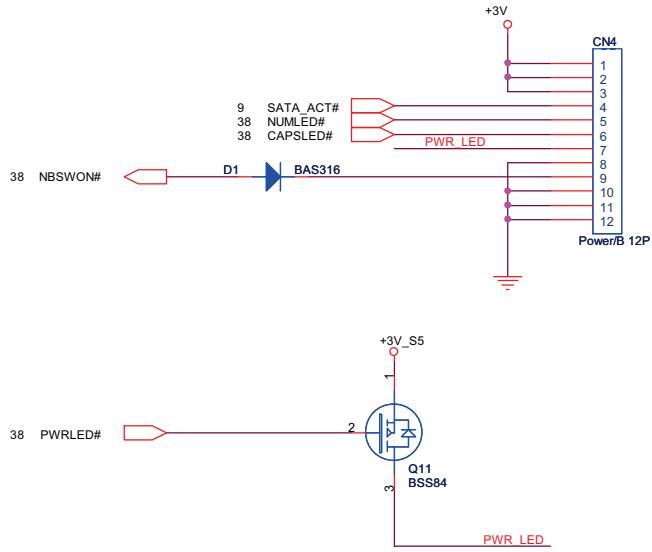 +3V
CN4
1
2
3
9 SATA_ACT# 4
38 NUMLED# 5
38 CAPSLED# 6
PWR_LED 7
8
38 NBSWON# D1 BAS316 9
10
11
12
Power/B 12P
+3V_S5
1
38 PWRLED# 2
Q11
BSS84
3
PWR_LED